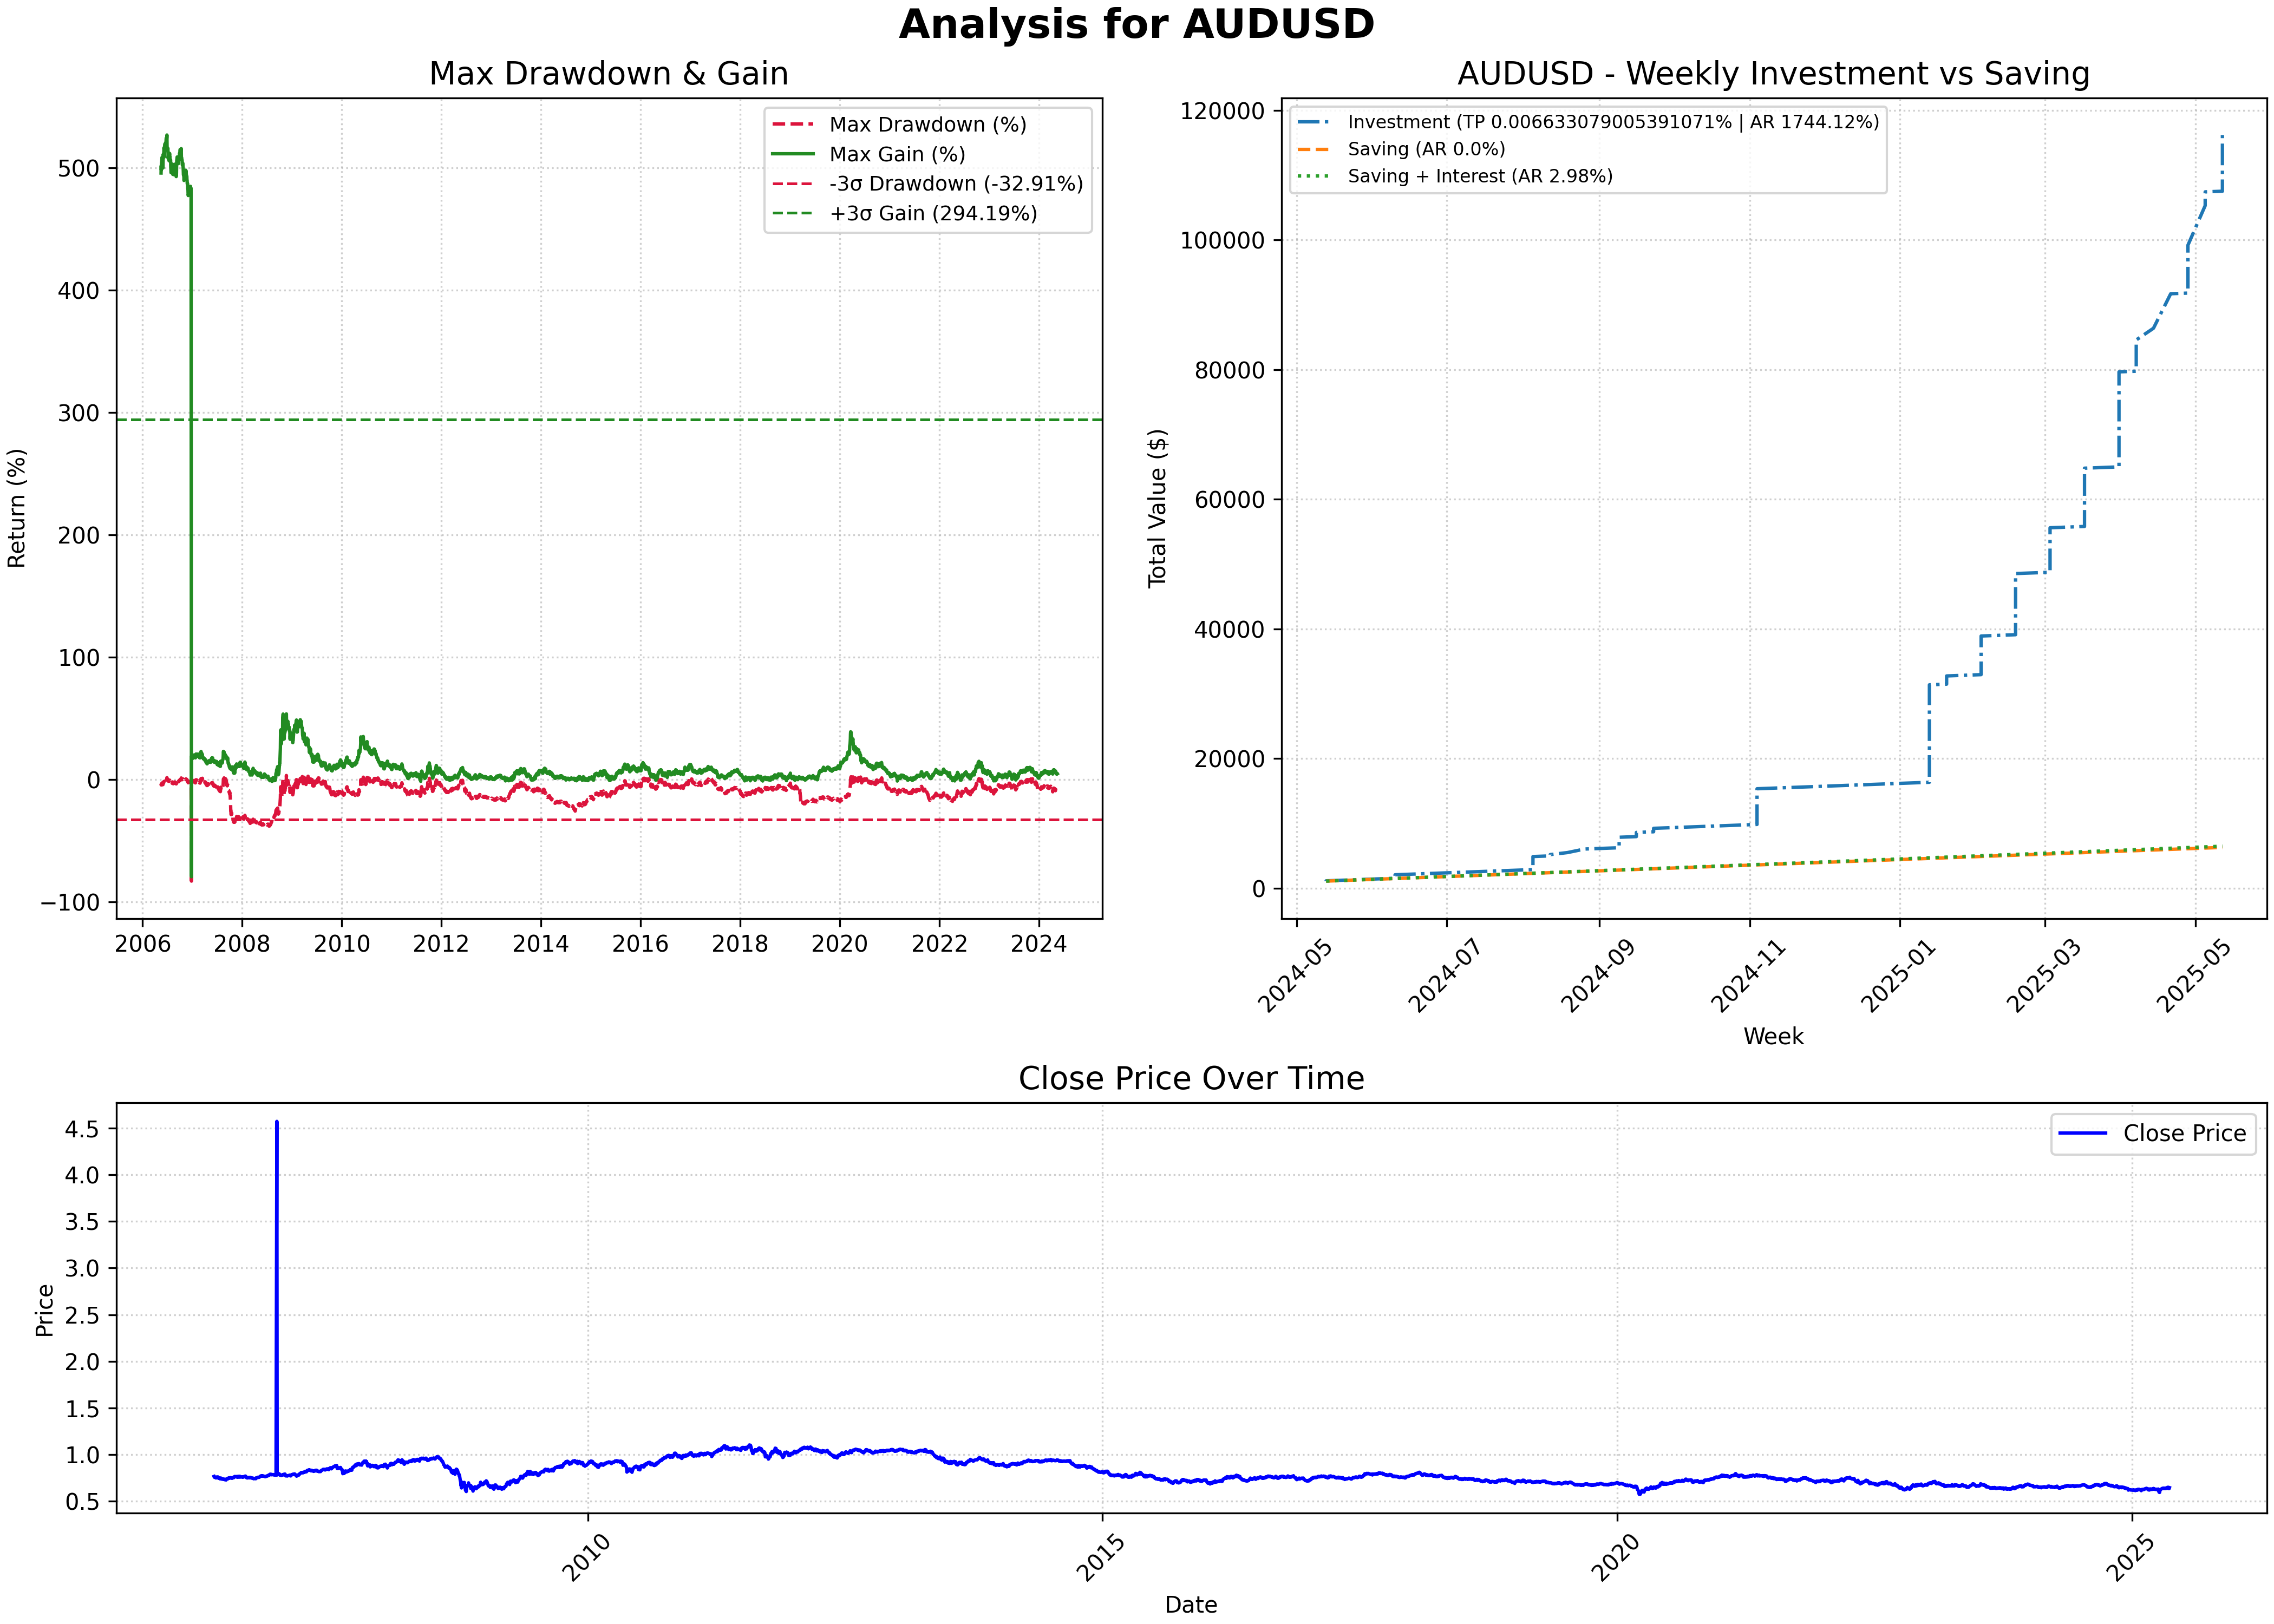 Analysis for AUDUSD
Max Drawdown & Gain
Return (%)
500
400
300
200
100
0
−100
2006 2008 2010 2012 2014 2016 2018 2020 2022 2024
Max Drawdown (%)
Max Gain (%)
-3σ Drawdown (-32.91%)
+3σ Gain (294.19%)
AUDUSD - Weekly Investment vs Saving
Total Value ($)
120000
100000
80000
60000
40000
20000
0
2024-05 2024-07 2024-09 2024-11 2025-01 2025-03 2025-05
Week
Investment (TP 0.006633079005391071% | AR 1744.12%)
Saving (AR 0.0%)
Saving + Interest (AR 2.98%)
Close Price Over Time
Price
4.5
4.0
3.5
3.0
2.5
2.0
1.5
1.0
0.5
2010 2015 2020 2025
Date
Close Price